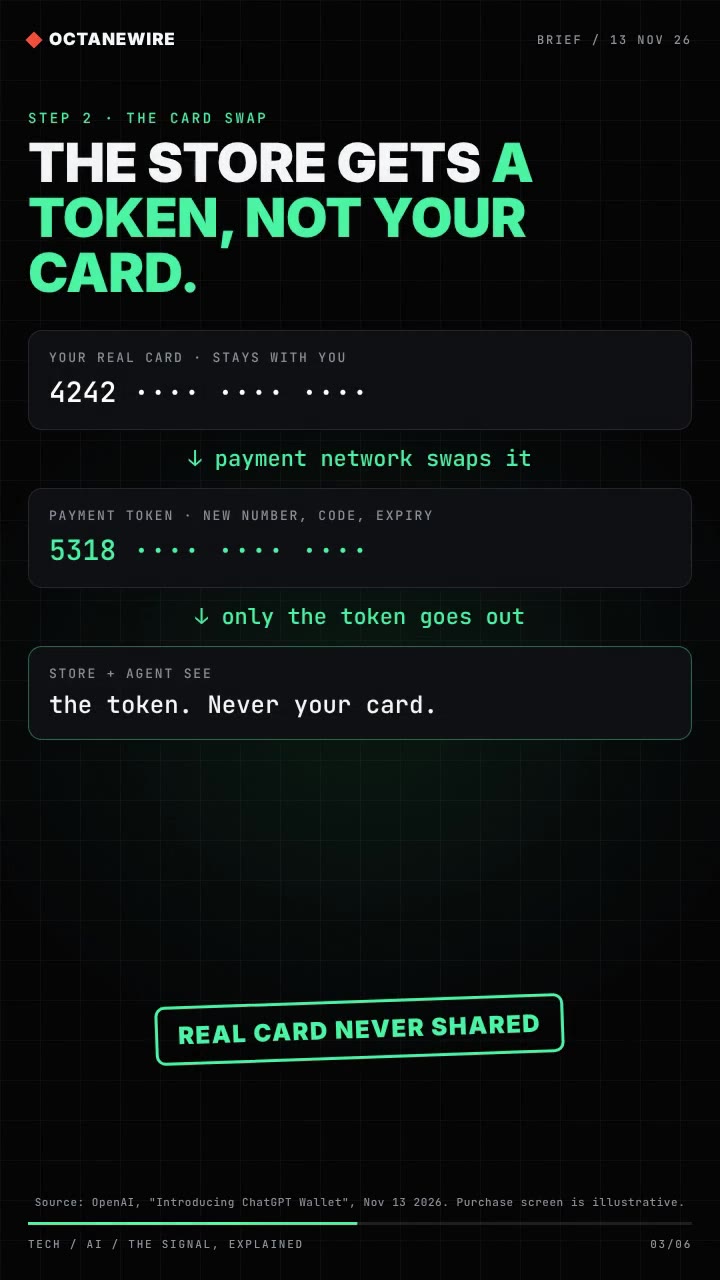 OCTANEWIRE
BRIEF / 13 NOV 26
STEP 2 · THE CARD SWAP
THE STORE GETS A
TOKEN, NOT YOUR
CARD.
YOUR REAL CARD · STAYS WITH YOU
4242 •••• •••• ••••
↓ payment network swaps it
PAYMENT TOKEN · NEW NUMBER, CODE, EXPIRY
5318 •••• •••• ••••
↓ only the token goes out
STORE + AGENT SEE
the token. Never your card.
REAL CARD NEVER SHARED
Source: OpenAI, "Introducing ChatGPT Wallet", Nov 13 2026. Purchase screen is illustrative.
TECH / AI / THE SIGNAL, EXPLAINED
03/06